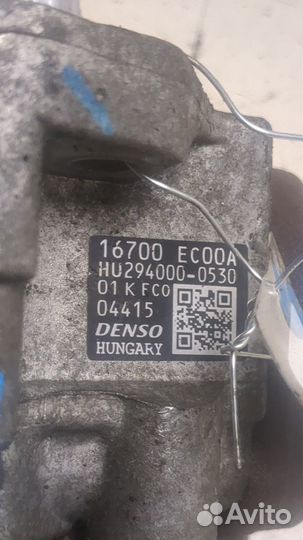 16700 EC00A
HU294000-0530
01KFC0
04415
DENSO
HUNGARY
Avito